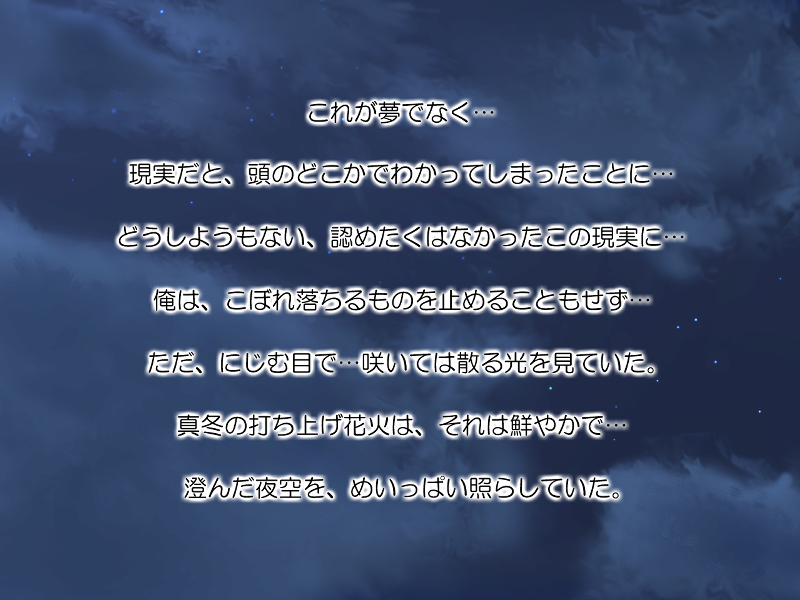 これが夢でなく…
現実だと、頭のどこかでわかってしまったことに…
どうしようもない、認めたくはなかったこの現実に…
俺は、こぼれ落ちるものを止めることもせず…
ただ、にじむ目で…咲いては散る光を見ていた。
真冬の打ち上げ花火は、それは鮮やかで…
澄んだ夜空を、めいっぱい照らしていた。